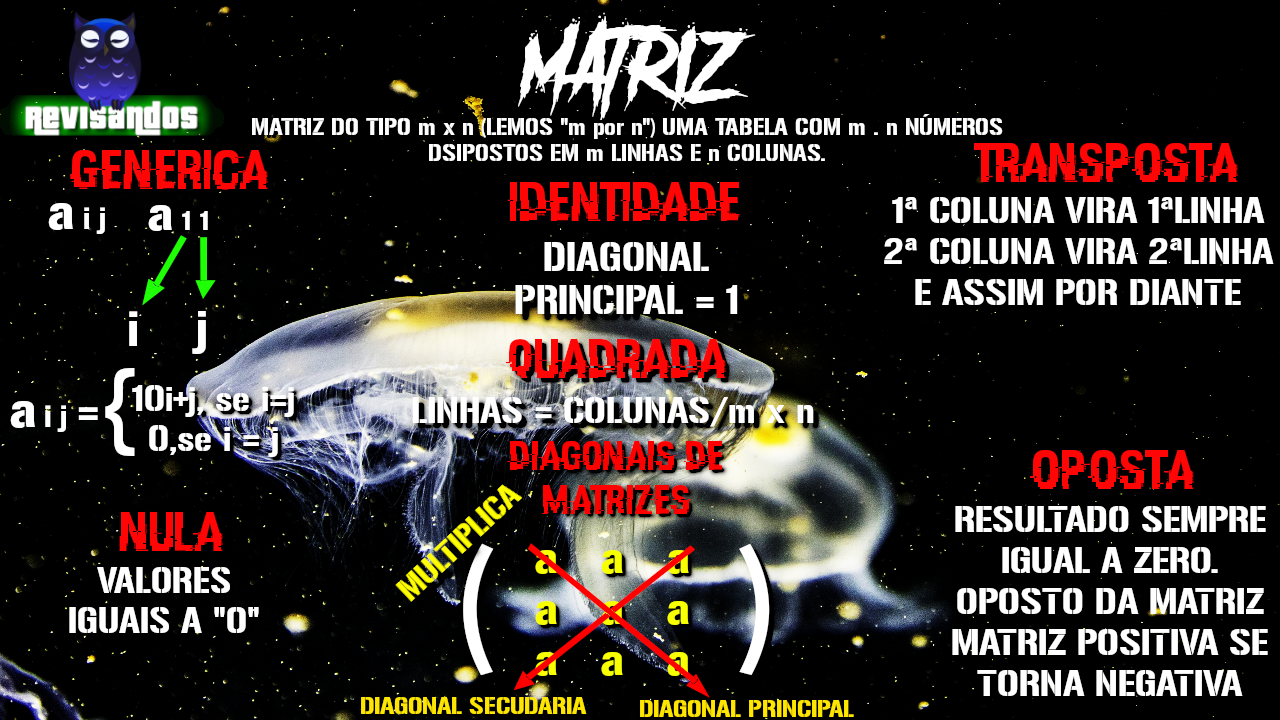 REVISANDOS
MATRIZ
MATRIZ DO TIPO m x n (LEMOS "m por n") UMA TABELA COM m . n NÚMEROS
DSIPOSTOS EM m LINHAS E n COLUNAS.
GENERICA
a i j a 1 1
i j
a i j = { 10i+j, se i=j
0,se i = j
NULA
VALORES
IGUAIS A "0"
IDENTIDADE
DIAGONAL
PRINCIPAL = 1
QUADRADA
LINHAS = COLUNAS/m x n
DIAGONAIS DE
MATRIZES
MULTIPLICA
( a a a )
a a a
a a a
DIAGONAL SECUDARIA
DIAGONAL PRINCIPAL
TRANSPOSTA
1ª COLUNA VIRA 1ªLINHA
2ª COLUNA VIRA 2ªLINHA
E ASSIM POR DIANTE
OPOSTA
RESULTADO SEMPRE
IGUAL A ZERO.
OPOSTO DA MATRIZ
MATRIZ POSITIVA SE
TORNA NEGATIVA